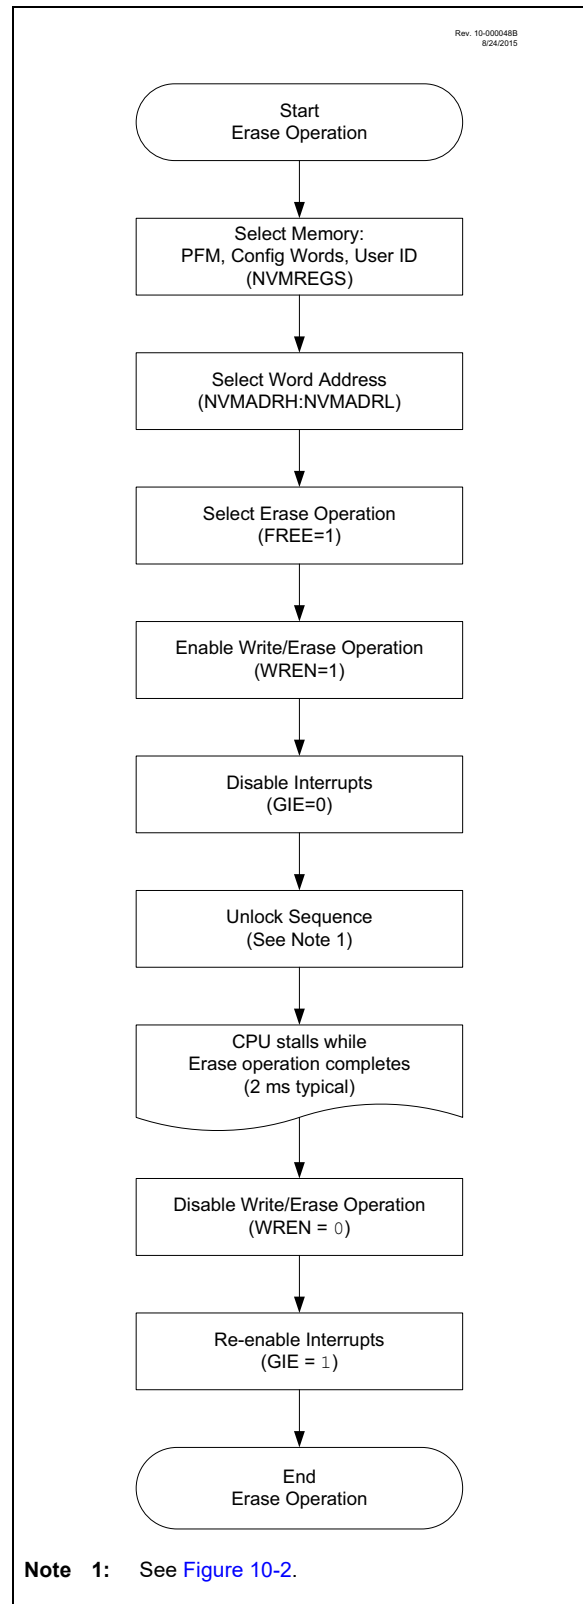 Rev. 10-000048B
8/24/2015
Start
Erase Operation
Select Memory:
PFM, Config Words, User ID
(NVMREGS)
Select Word Address
(NVMADRH:NVMADRL)
Select Erase Operation
(FREE=1)
Enable Write/Erase Operation
(WREN=1)
Disable Interrupts
(GIE=0)
Unlock Sequence
(See Note 1)
CPU stalls while
Erase operation completes
(2 ms typical)
Disable Write/Erase Operation
(WREN = 0)
Re-enable Interrupts
(GIE = 1)
End
Erase Operation
Note 1: See Figure 10-2.